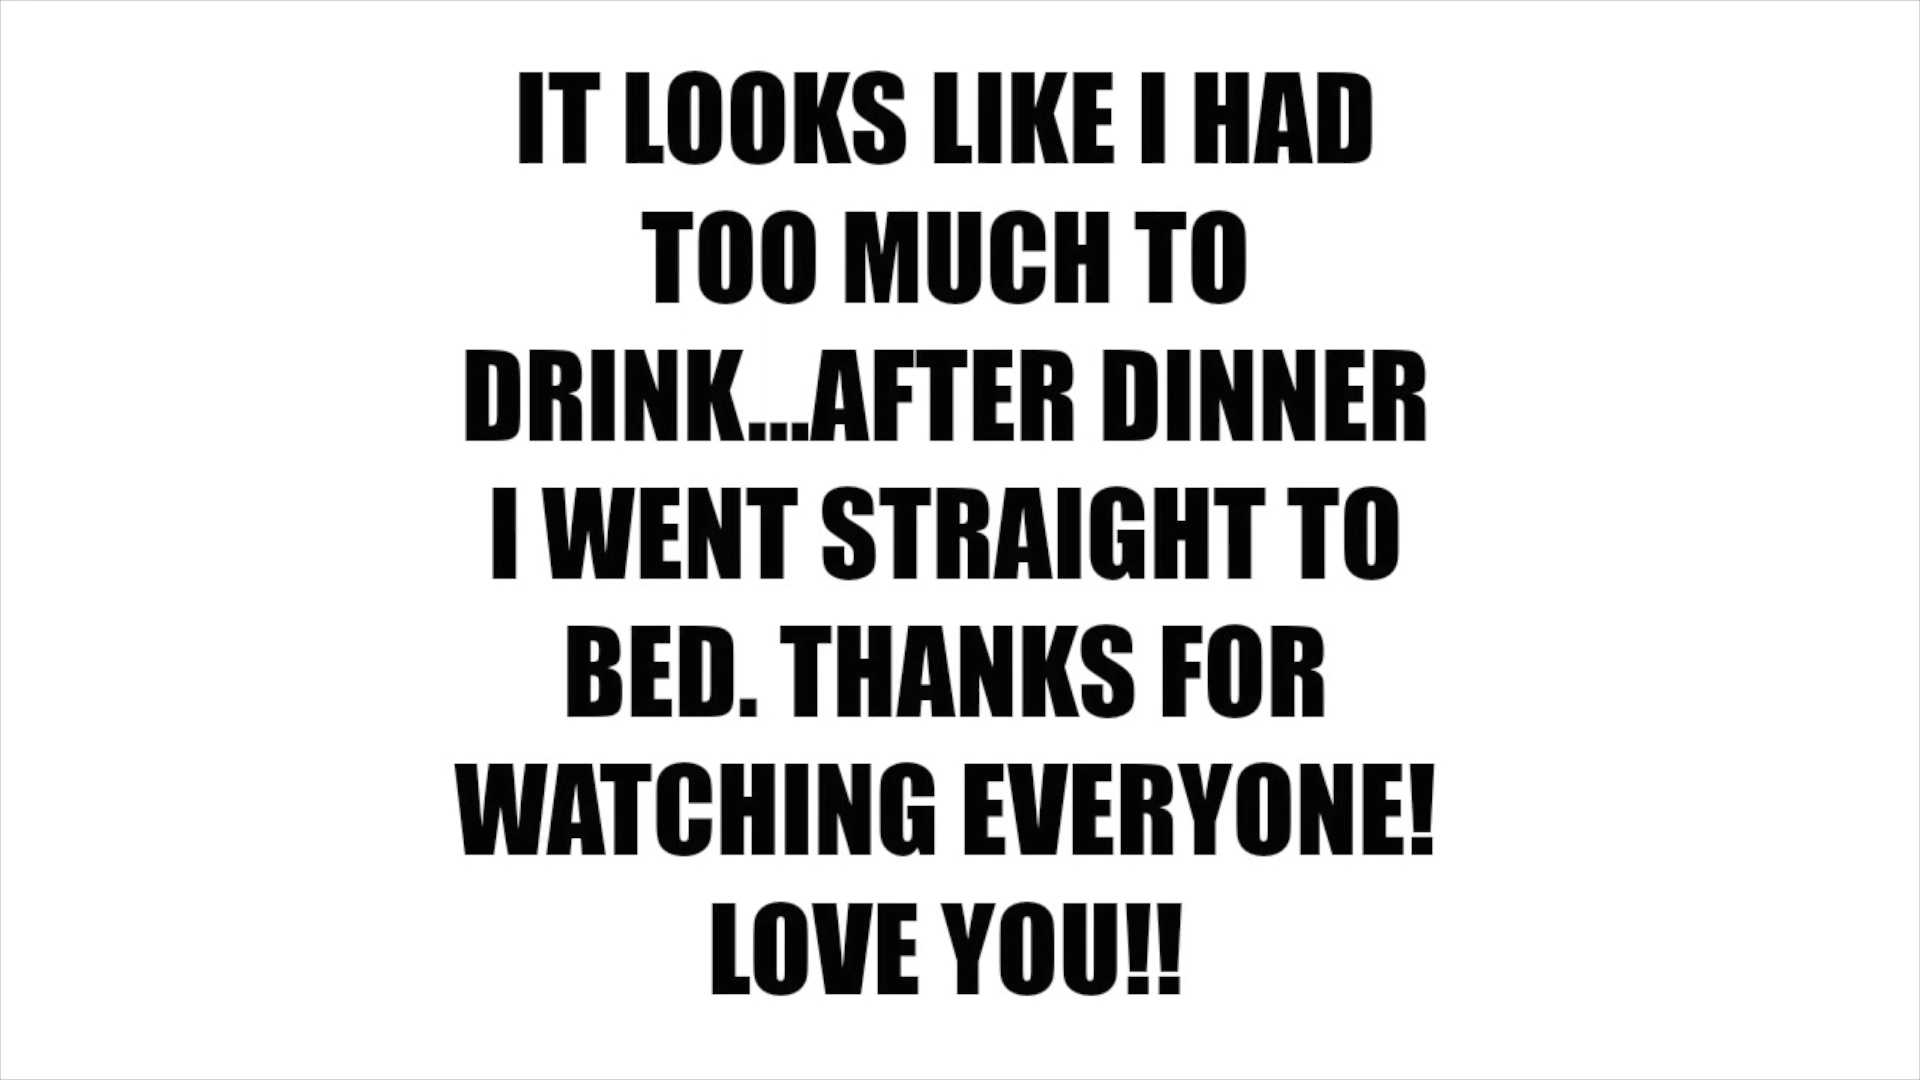 IT LOOKS LIKE I HAD
TOO MUCH TO
DRINK...AFTER DINNER
I WENT STRAIGHT TO
BED. THANKS FOR
WATCHING EVERYONE!
LOVE YOU!!